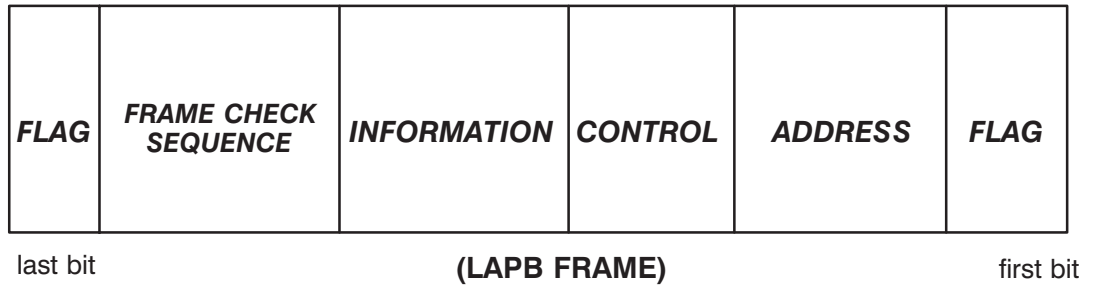 FLAG
FRAME CHECK
SEQUENCE
INFORMATION
CONTROL
ADDRESS
FLAG
last bit
(LAPB FRAME)
first bit